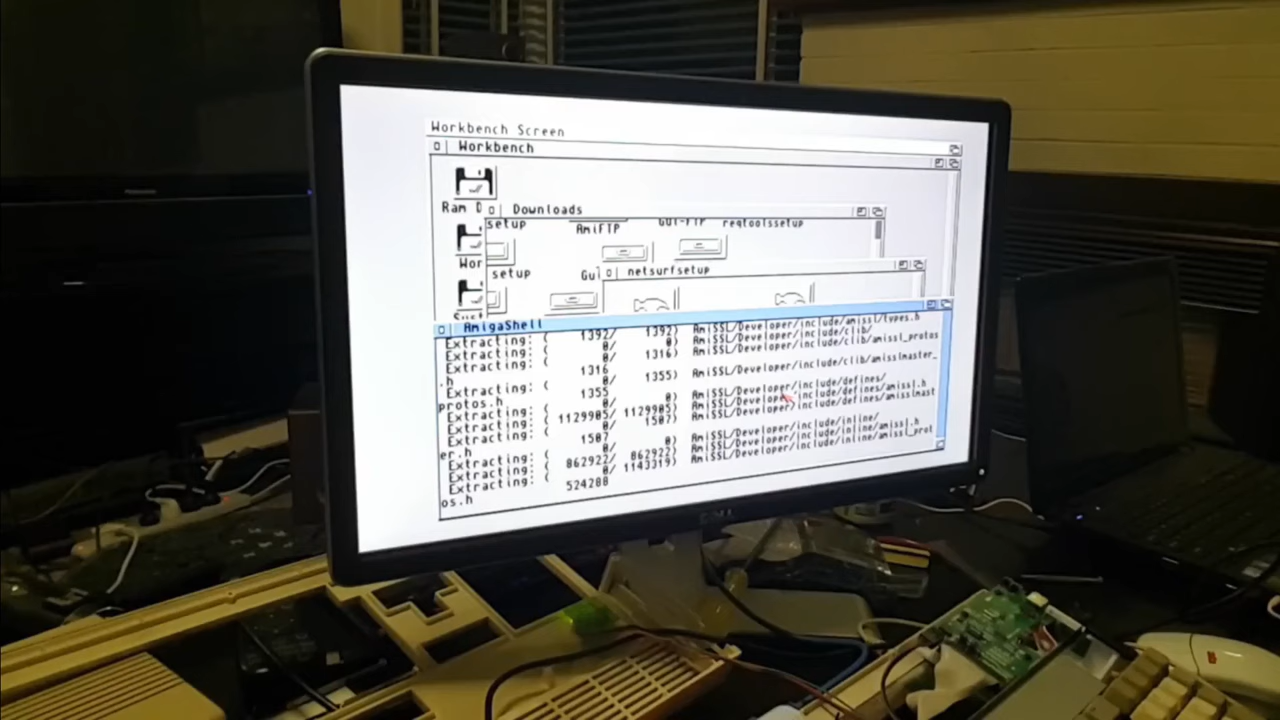 Workbench Screen
Workbench
Ram D
Downloads
setup AmiFTP GUI-FTP reqtoolssetup
Wor
setup Gui netsurfsetup
Syst
AmigaShell
Extracting: ( 1392/ 1392) AmiSSL/Developer/include/amissl/types.h
Extracting: ( 0/ 0) AmiSSL/Developer/include/clib/
Extracting: ( 1316/ 1316) AmiSSL/Developer/include/clib/amissl_protos
.h
Extracting: ( 1355/ 1355) AmiSSL/Developer/include/clib/amisslmaster_
protos.h
Extracting: ( 0/ 0) AmiSSL/Developer/include/defines/
Extracting: ( 1129905/ 1129905) AmiSSL/Developer/include/defines/amissl.h
Extracting: ( 1507/ 1507) AmiSSL/Developer/include/defines/amisslmast
er.h
Extracting: ( 0/ 0) AmiSSL/Developer/include/inline/
Extracting: ( 862922/ 862922) AmiSSL/Developer/include/inline/amissl.h
Extracting: ( 524288/ 1143319) AmiSSL/Developer/include/inline/amissl_prot
os.h